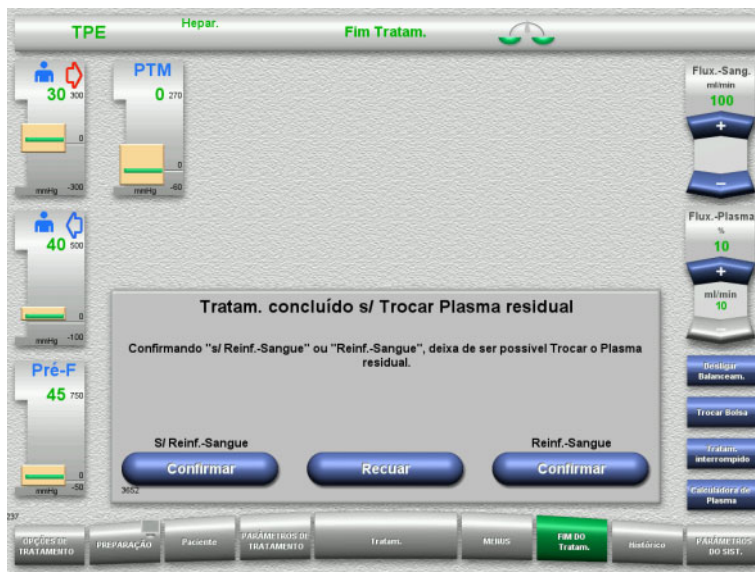 TPE
Hepar.
Fim Tratam.
30 300
0
mmHg -300
PTM
0 270
0
mmHg -60
40 500
0
mmHg -100
Pré-F
45 750
0
mmHg -50
Flux.-Sang.
ml/min
100
+
–
Flux.-Plasma
%
10
+
ml/min
10
–
Desligar
Balanceam.
Trocar Bolsa
Tratam.
interrompido
Calculadora de
Plasma
Tratam. concluído s/ Trocar Plasma residual
Confirmando "s/ Reinf.-Sangue" ou "Reinf.-Sangue", deixa de ser possivel Trocar o Plasma
residual.
S/ Reinf.-Sangue
Confirmar
Recuar
Reinf.-Sangue
Confirmar
3652
237
OPÇÕES DE
TRATAMENTO
PREPARAÇÃO
Paciente
PARÂMETROS DE
TRATAMENTO
Tratam.
MENUS
FIM DO
Tratam.
Histórico
PARÂMETROS
DO SIST.